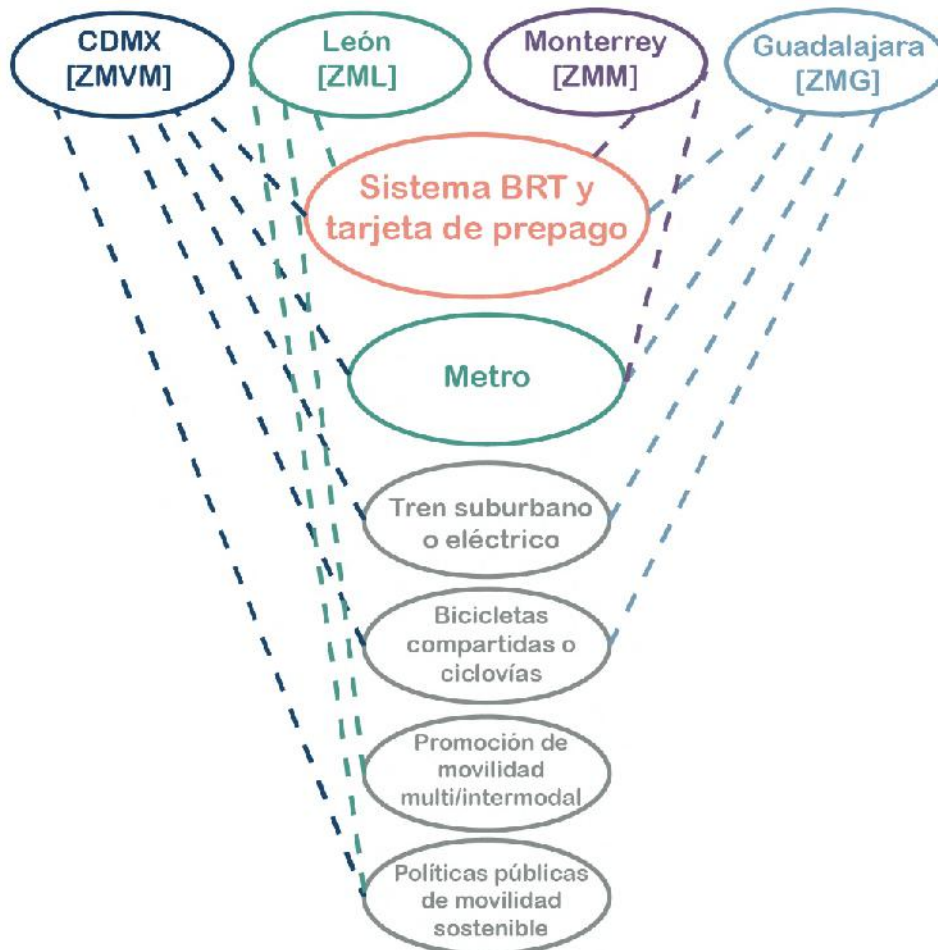 CDMX
[ZMVM]
León
[ZML]
Monterrey
[ZMM]
Guadalajara
[ZMG]
Sistema BRT y
tarjeta de prepago
Metro
Tren suburbano
o eléctrico
Bicicletas
compartidas o
ciclovías
Promoción de
movilidad
multi/intermodal
Políticas públicas
de movilidad
sostenible